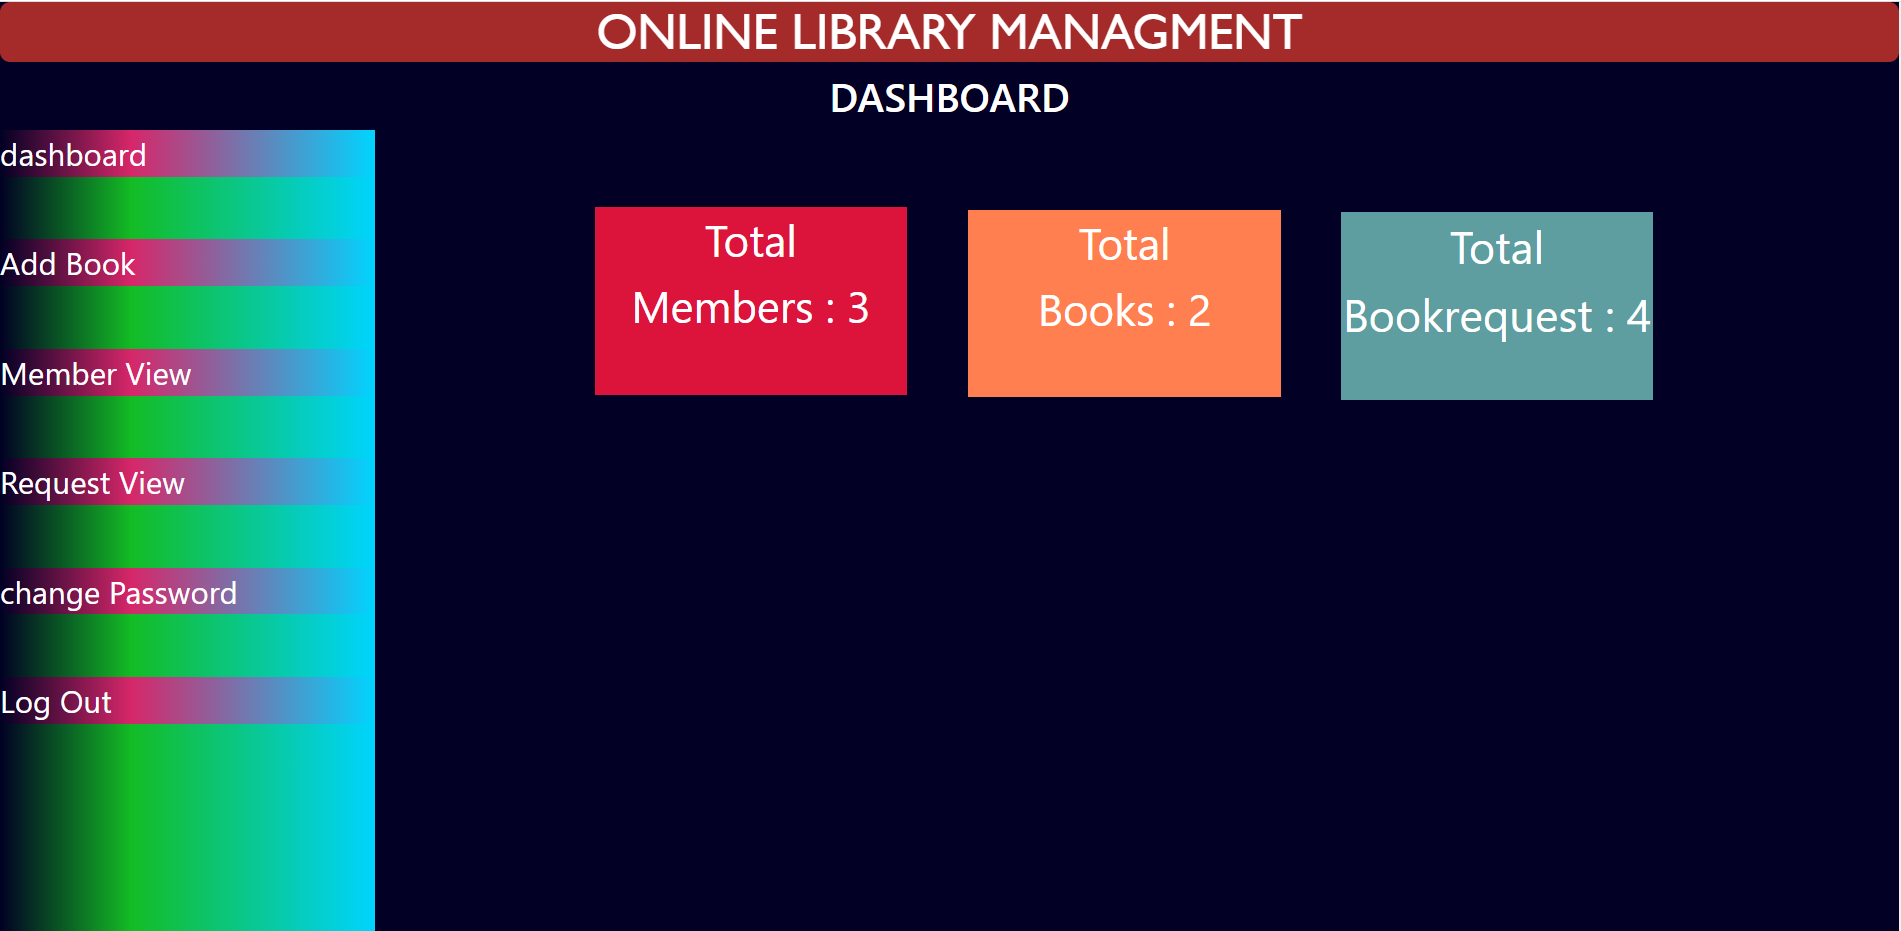 ONLINE LIBRARY MANAGMENT
DASHBOARD
dashboard
Add Book
Member View
Request View
change Password
Log Out
Total
Members : 3
Total
Books : 2
Total
Bookrequest : 4